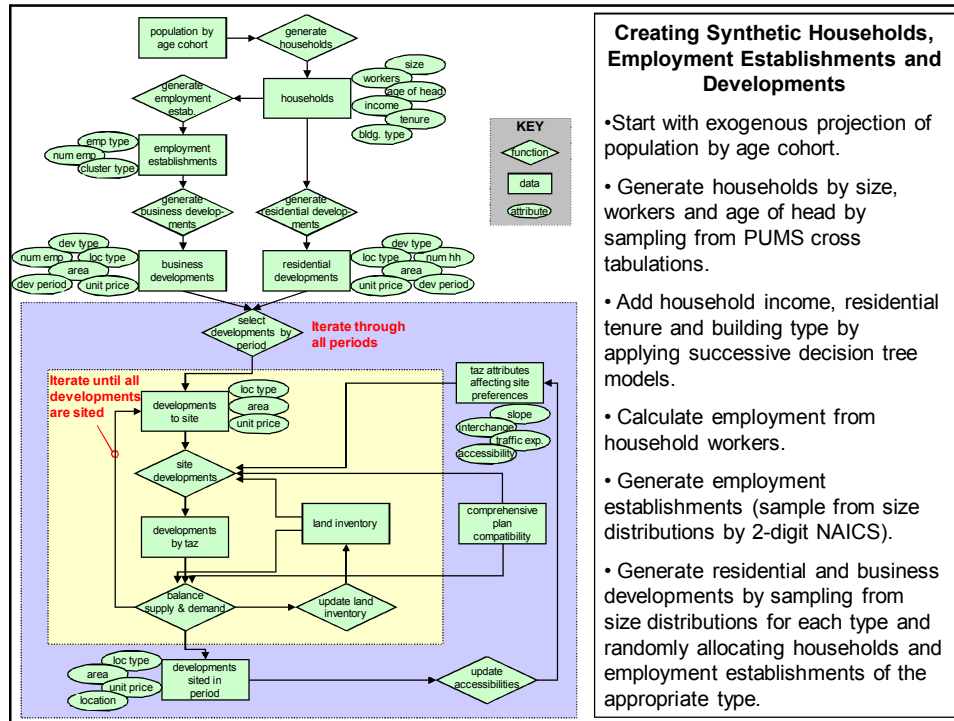 population by
age cohort
generate
households
size
workers
age of head
income
tenure
bldg. type
households
generate
employment
estab.
emp type
num emp
cluster type
employment
establishments
KEY
function
data
attribute
generate
business develop-
ments
generate
residential develop-
ments
dev type
num emp
loc type
area
dev period
unit price
business
developments
residential
developments
dev type
loc type
num hh
area
unit price
dev period
select
developments by
period
Iterate through
all periods
Iterate until all
developments
are sited
developments
to site
loc type
area
unit price
taz attributes
affecting site
preferences
slope
interchange
traffic exp.
accessibility
site
developments
developments
by taz
land inventory
comprehensive
plan
compatibility
balance
supply & demand
update land
inventory
loc type
area
unit price
location
developments
sited in
period
update
accessibilities
Creating Synthetic Households,
Employment Establishments and
Developments
•Start with exogenous projection of
population by age cohort.
• Generate households by size,
workers and age of head by
sampling from PUMS cross
tabulations.
• Add household income, residential
tenure and building type by
applying successive decision tree
models.
• Calculate employment from
household workers.
• Generate employment
establishments (sample from size
distributions by 2-digit NAICS).
• Generate residential and business
developments by sampling from
size distributions for each type and
randomly allocating households and
employment establishments of the
appropriate type.